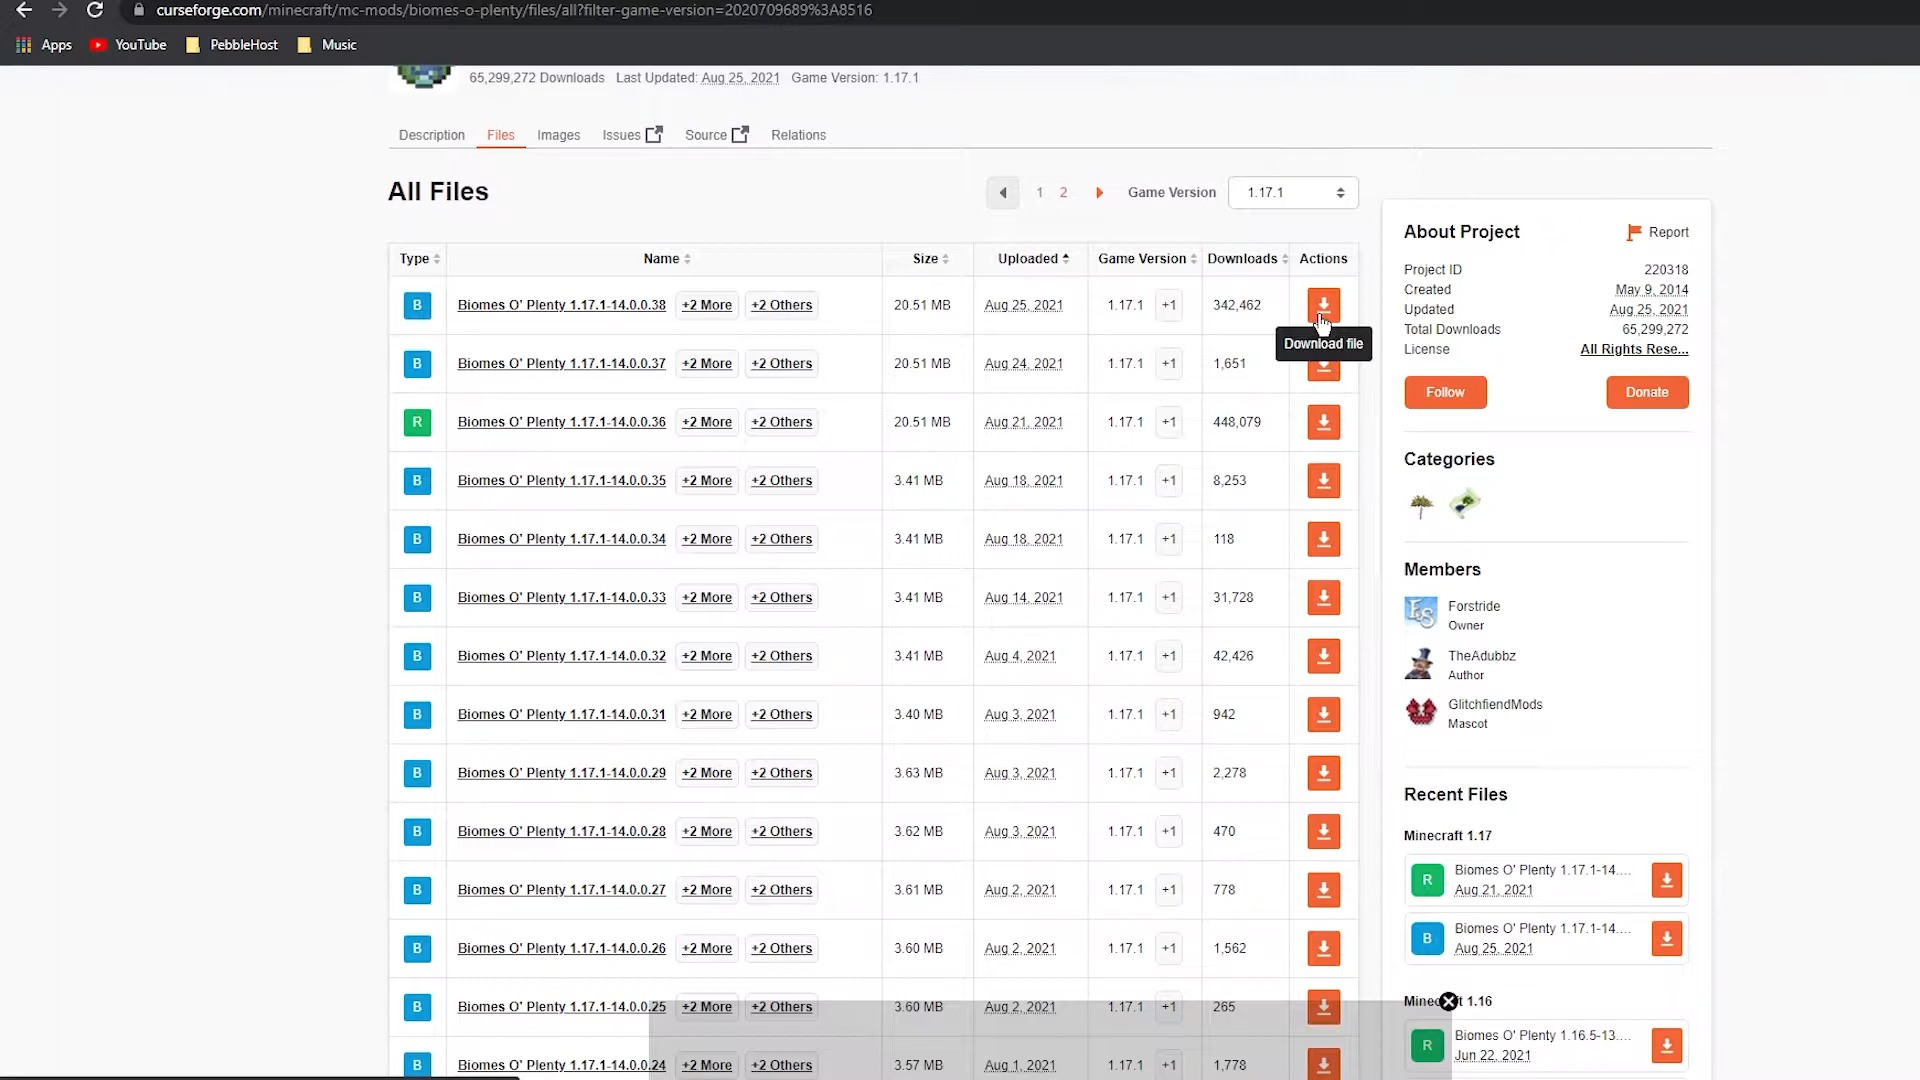 curseforge.com/minecraft/mc-mods/biomes-o-plenty/files/all?filter-game-version=2020709689%3A8516
Apps YouTube PebbleHost Music
65,299,272 Downloads Last Updated: Aug 25, 2021 Game Version: 1.17.1
Description Files Images Issues Source Relations
All Files 1 2 Game Version 1.17.1
Type Name Size Uploaded Game Version Downloads Actions
B Biomes O' Plenty 1.17.1-14.0.0.38 +2 More +2 Others 20.51 MB Aug 25, 2021 1.17.1 +1 342,462
Download file
B Biomes O' Plenty 1.17.1-14.0.0.37 +2 More +2 Others 20.51 MB Aug 24, 2021 1.17.1 +1 1,651
R Biomes O' Plenty 1.17.1-14.0.0.36 +2 More +2 Others 20.51 MB Aug 21, 2021 1.17.1 +1 448,079
B Biomes O' Plenty 1.17.1-14.0.0.35 +2 More +2 Others 3.41 MB Aug 18, 2021 1.17.1 +1 8,253
B Biomes O' Plenty 1.17.1-14.0.0.34 +2 More +2 Others 3.41 MB Aug 18, 2021 1.17.1 +1 118
B Biomes O' Plenty 1.17.1-14.0.0.33 +2 More +2 Others 3.41 MB Aug 14, 2021 1.17.1 +1 31,728
B Biomes O' Plenty 1.17.1-14.0.0.32 +2 More +2 Others 3.41 MB Aug 4, 2021 1.17.1 +1 42,426
B Biomes O' Plenty 1.17.1-14.0.0.31 +2 More +2 Others 3.40 MB Aug 3, 2021 1.17.1 +1 942
B Biomes O' Plenty 1.17.1-14.0.0.29 +2 More +2 Others 3.63 MB Aug 3, 2021 1.17.1 +1 2,278
B Biomes O' Plenty 1.17.1-14.0.0.28 +2 More +2 Others 3.62 MB Aug 3, 2021 1.17.1 +1 470
B Biomes O' Plenty 1.17.1-14.0.0.27 +2 More +2 Others 3.61 MB Aug 2, 2021 1.17.1 +1 778
B Biomes O' Plenty 1.17.1-14.0.0.26 +2 More +2 Others 3.60 MB Aug 2, 2021 1.17.1 +1 1,562
B Biomes O' Plenty 1.17.1-14.0.0.25 +2 More +2 Others 3.60 MB Aug 2, 2021 1.17.1 +1 265
B Biomes O' Plenty 1.17.1-14.0.0.24 +2 More +2 Others 3.57 MB Aug 1, 2021 1.17.1 +1 1,778
About Project Report
Project ID 220318
Created May 9, 2014
Updated Aug 25, 2021
Total Downloads 65,299,272
License All Rights Rese...
Follow Donate
Categories
Members
FS Forstride
Owner
TheAdubbz
Author
GlitchfiendMods
Mascot
Recent Files
Minecraft 1.17
R Biomes O' Plenty 1.17.1-14....
Aug 21, 2021
B Biomes O' Plenty 1.17.1-14....
Aug 25, 2021
Minec t 1.16
R Biomes O' Plenty 1.16.5-13....
Jun 22, 2021